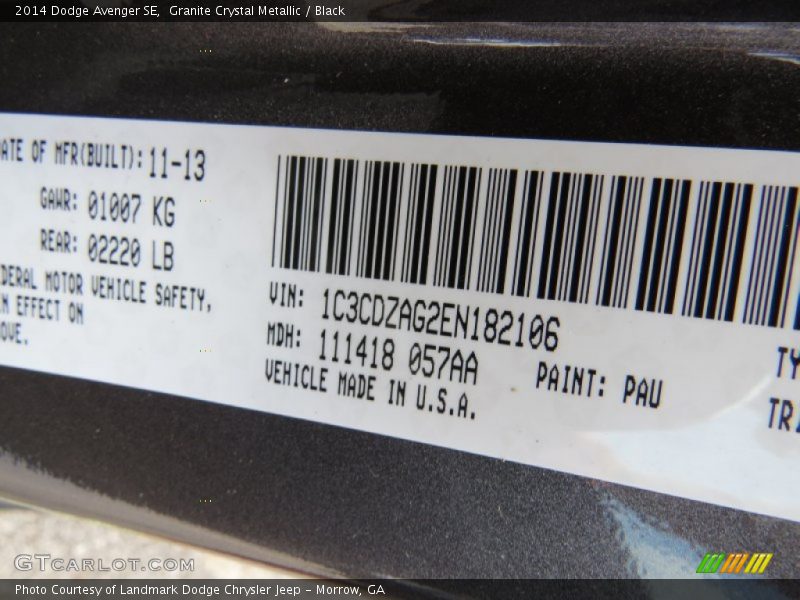 2014 Dodge Avenger SE,  Granite Crystal Metallic / Black
ATE OF MFR(BUILT): 11-13
GAWR: 01007 KG
REAR: 02220 LB
DERAL MOTOR VEHICLE SAFETY,
N EFFECT ON
OVE.
VIN: 1C3CDZAG2EN182106
MDH: 111418 057AA
PAINT: PAU
VEHICLE MADE IN U.S.A.
TY
TRA
GTCARLOT.COM
Photo Courtesy of Landmark Dodge Chrysler Jeep – Morrow, GA